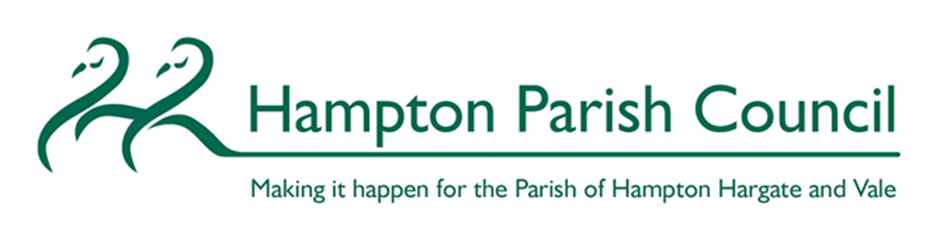 Hampton Parish Council
Making it happen for the Parish of Hampton Hargate and Vale